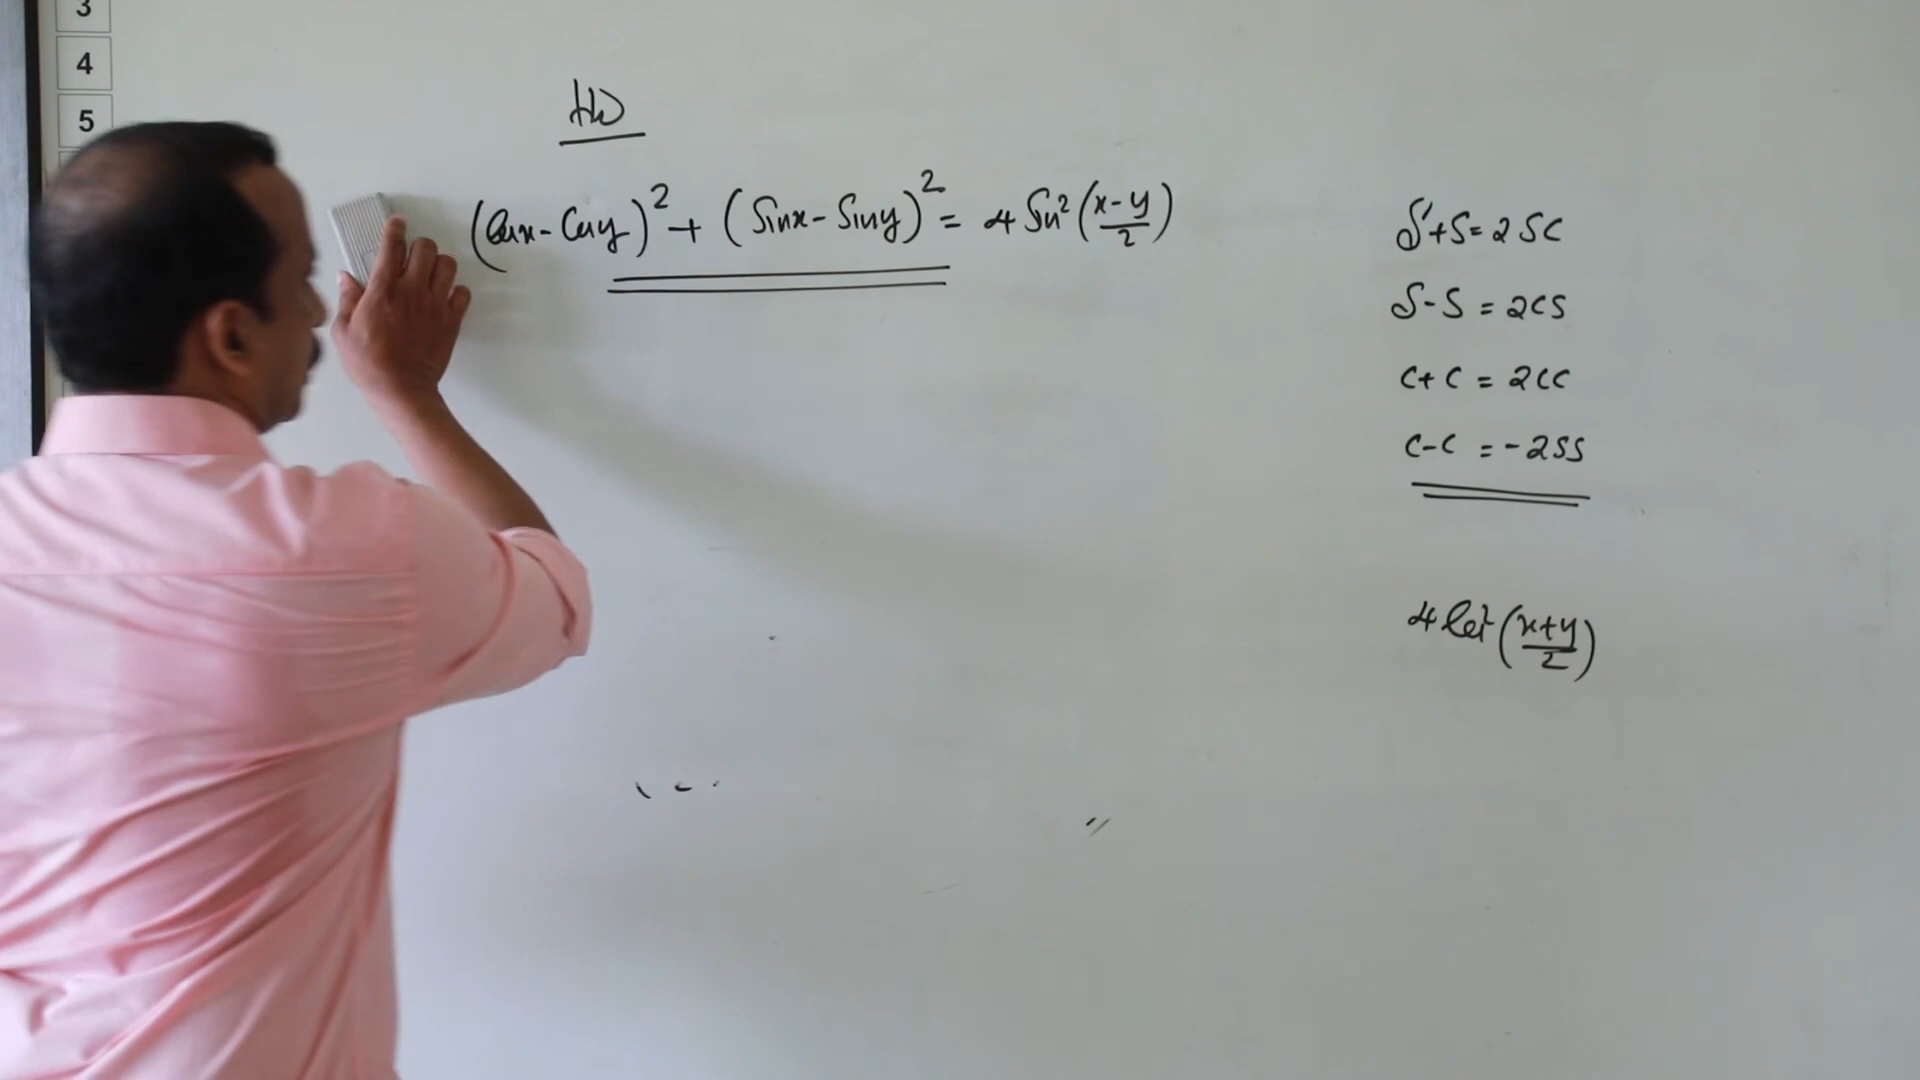 3
4
5
HW
(Cosx - Cosy)² + (Sinx - Siny)² = 4 Sin² (x-y/2)
S+S = 2SC
S-S = 2CS
C+C = 2CC
C-C = -2SS
4 Cos² (x+y/2)